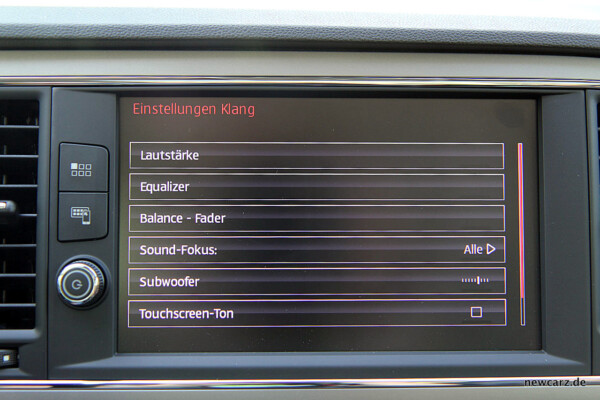 Einstellungen Klang
Lautstärke
Equalizer
Balance - Fader
Sound-Fokus: Alle
Subwoofer
Touchscreen-Ton
newcarz.de